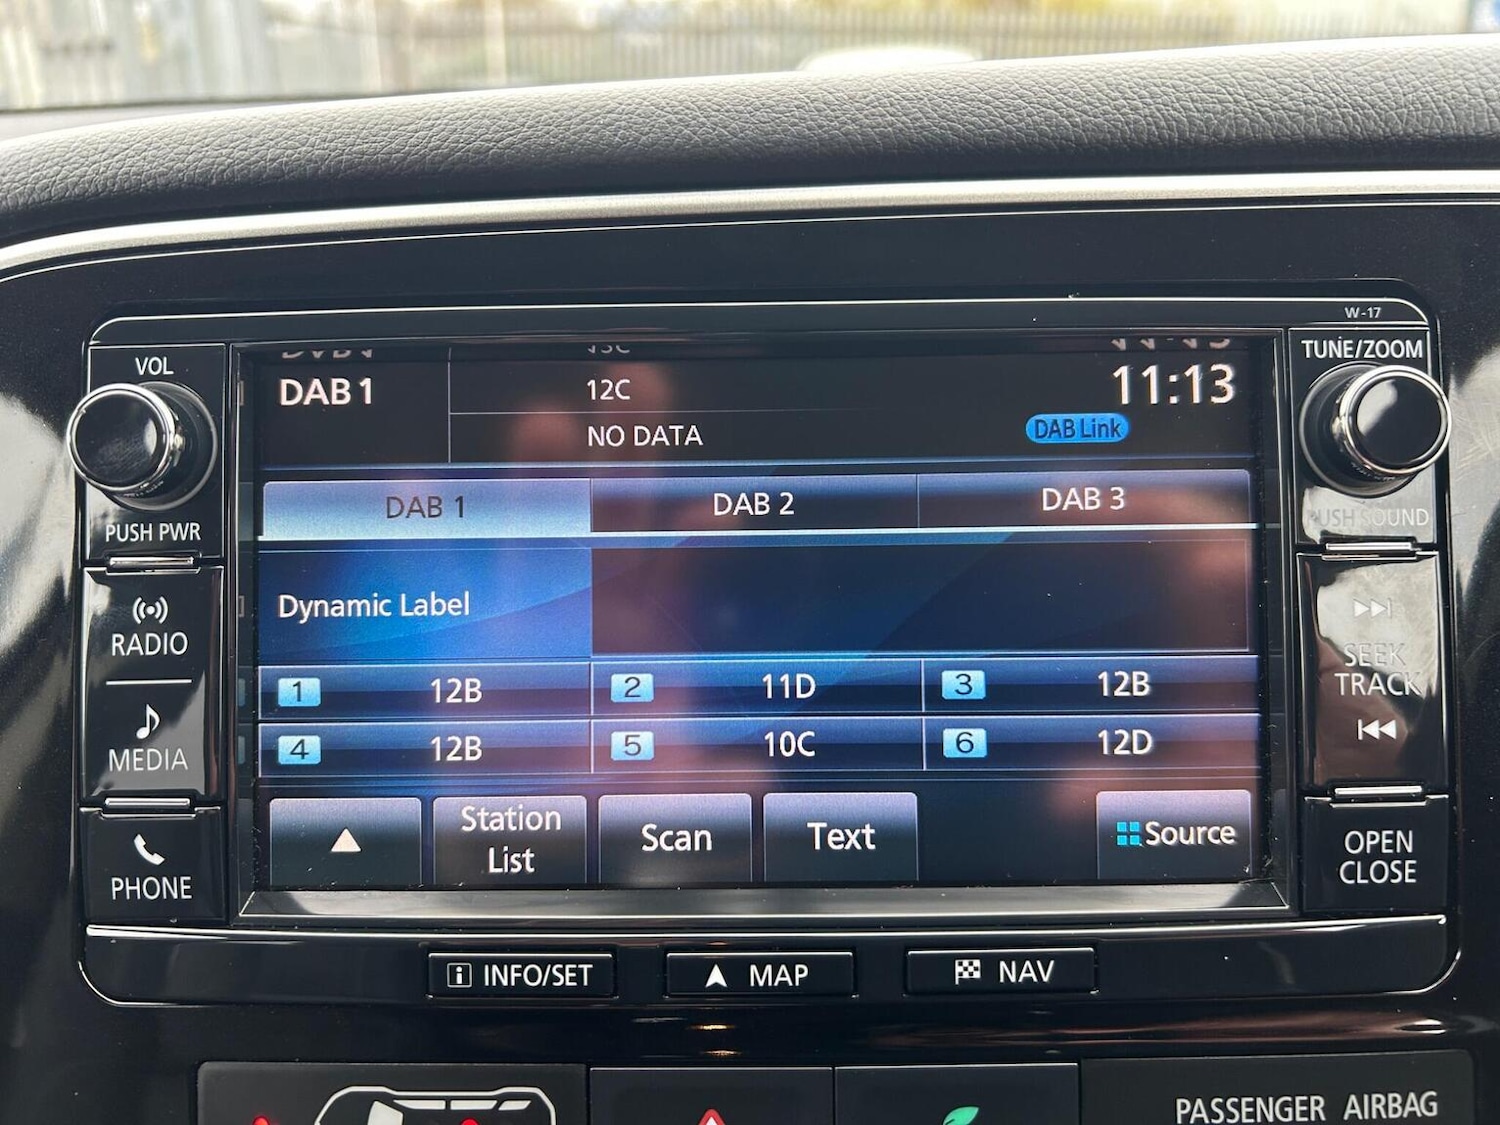 W-17
VOL
TUNE/ZOOM
DAB 1
12C
11:13
NO DATA
DAB Link
DAB 1
DAB 2
DAB 3
PUSH PWR
PUSH SOUND
Dynamic Label
RADIO
SEEK
TRACK
1 12B
2 11D
3 12B
4 12B
5 10C
6 12D
MEDIA
Station
List
Scan
Text
Source
PHONE
OPEN
CLOSE
INFO/SET
MAP
NAV
PASSENGER AIRBAG